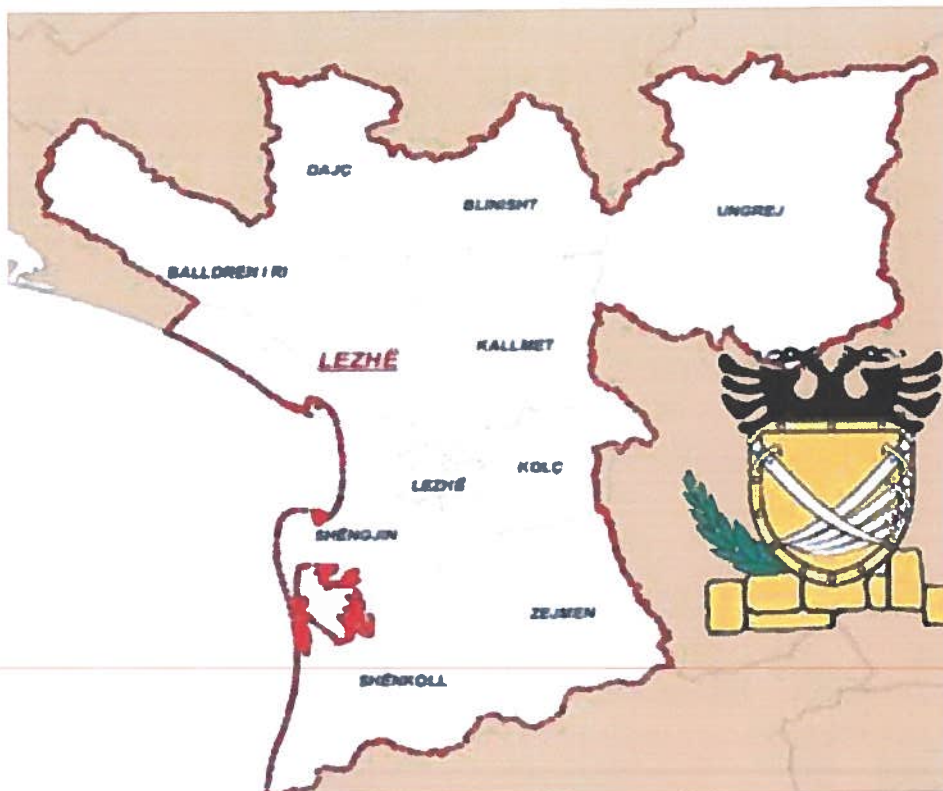 DAJÇ
BLINISHT
UNGREJ
BALLDREN I RI
LEZHË
KALLMET
KOLÇ
LEZHË
SHËNGJIN
ZEJMEN
SHËNKOLL